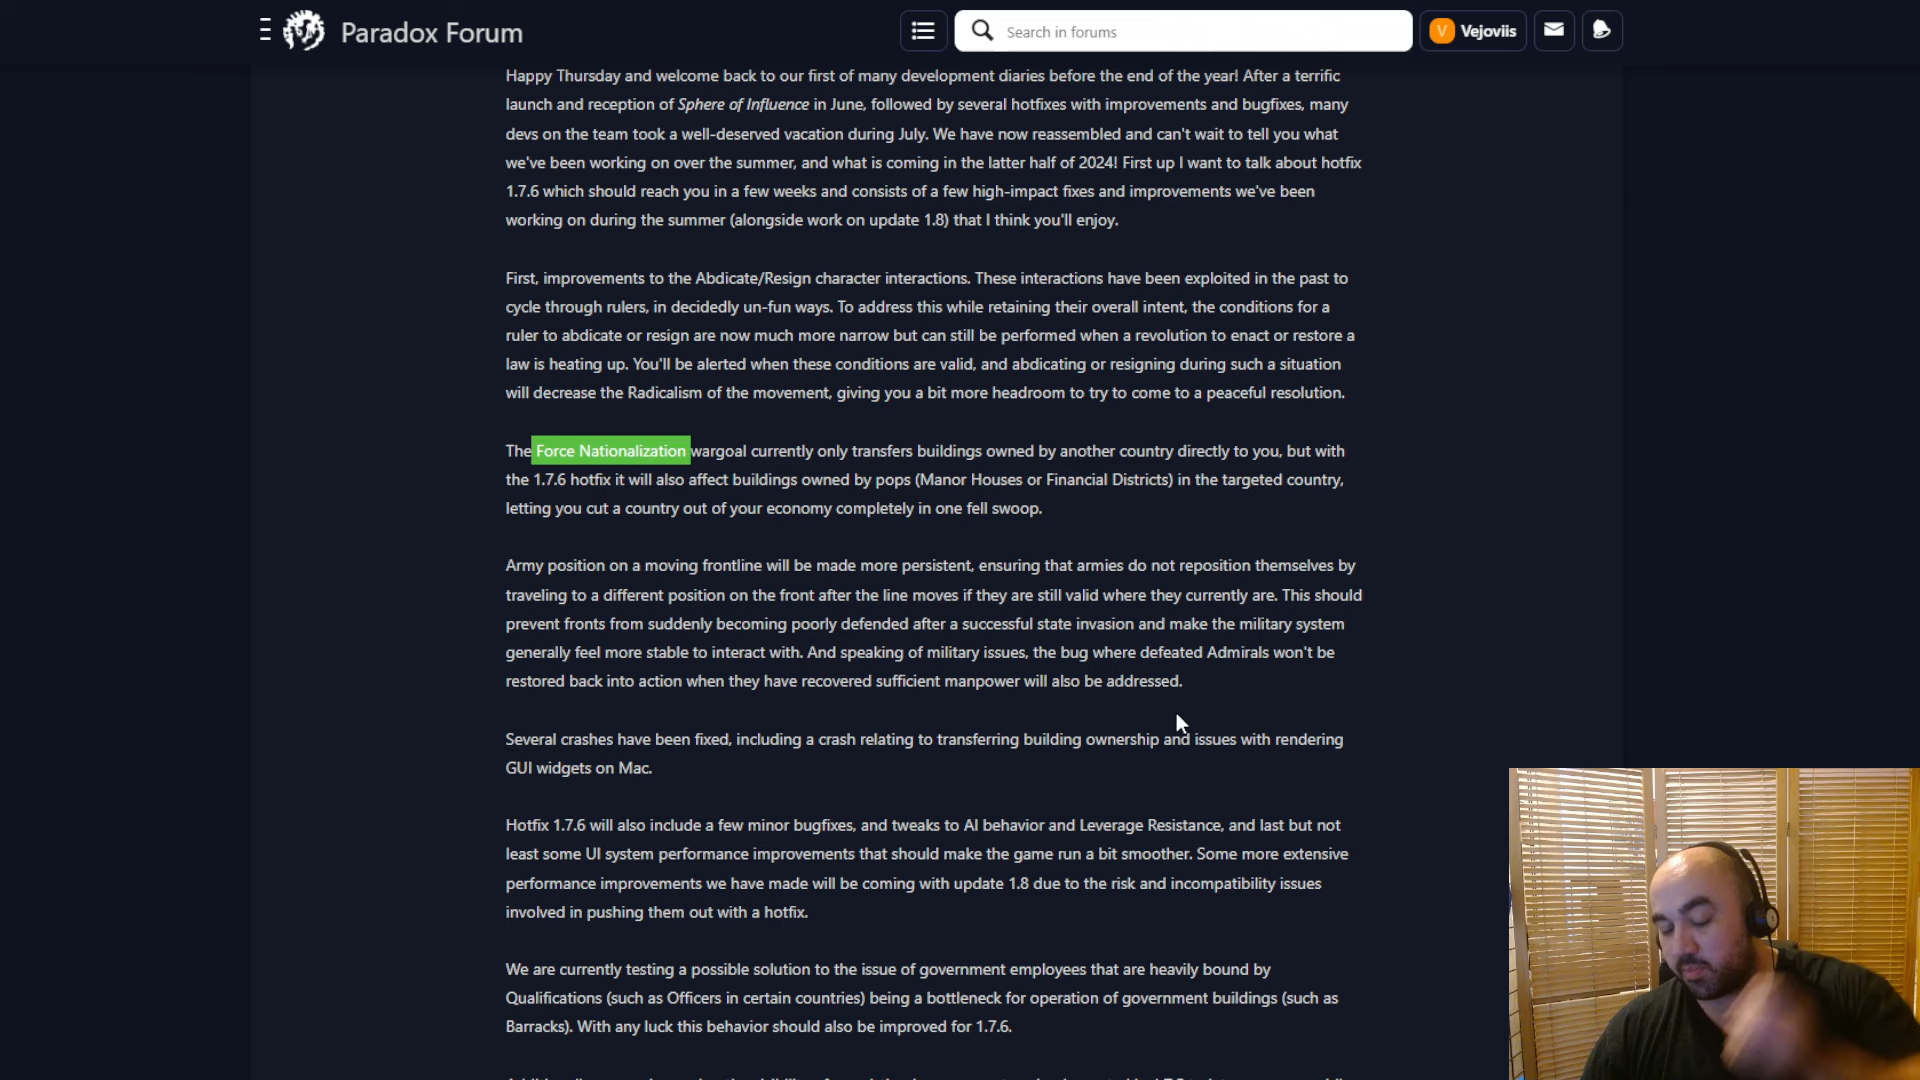 Paradox Forum
Search in forums
V Vejoviis
Happy Thursday and welcome back to our first of many development diaries before the end of the year! After a terrific
launch and reception of Sphere of Influence in June, followed by several hotfixes with improvements and bugfixes, many
devs on the team took a well-deserved vacation during July. We have now reassembled and can't wait to tell you what
we've been working on over the summer, and what is coming in the latter half of 2024! First up I want to talk about hotfix
1.7.6 which should reach you in a few weeks and consists of a few high-impact fixes and improvements we've been
working on during the summer (alongside work on update 1.8) that I think you'll enjoy.
First, improvements to the Abdicate/Resign character interactions. These interactions have been exploited in the past to
cycle through rulers, in decidedly un-fun ways. To address this while retaining their overall intent, the conditions for a
ruler to abdicate or resign are now much more narrow but can still be performed when a revolution to enact or restore a
law is heating up. You'll be alerted when these conditions are valid, and abdicating or resigning during such a situation
will decrease the Radicalism of the movement, giving you a bit more headroom to try to come to a peaceful resolution.
The Force Nationalization wargoal currently only transfers buildings owned by another country directly to you, but with
the 1.7.6 hotfix it will also affect buildings owned by pops (Manor Houses or Financial Districts) in the targeted country,
letting you cut a country out of your economy completely in one fell swoop.
Army position on a moving frontline will be made more persistent, ensuring that armies do not reposition themselves by
traveling to a different position on the front after the line moves if they are still valid where they currently are. This should
prevent fronts from suddenly becoming poorly defended after a successful state invasion and make the military system
generally feel more stable to interact with. And speaking of military issues, the bug where defeated Admirals won't be
restored back into action when they have recovered sufficient manpower will also be addressed.
Several crashes have been fixed, including a crash relating to transferring building ownership and issues with rendering
GUI widgets on Mac.
Hotfix 1.7.6 will also include a few minor bugfixes, and tweaks to AI behavior and Leverage Resistance, and last but not
least some UI system performance improvements that should make the game run a bit smoother. Some more extensive
performance improvements we have made will be coming with update 1.8 due to the risk and incompatibility issues
involved in pushing them out with a hotfix.
We are currently testing a possible solution to the issue of government employees that are heavily bound by
Qualifications (such as Officers in certain countries) being a bottleneck for operation of government buildings (such as
Barracks). With any luck this behavior should also be improved for 1.7.6.